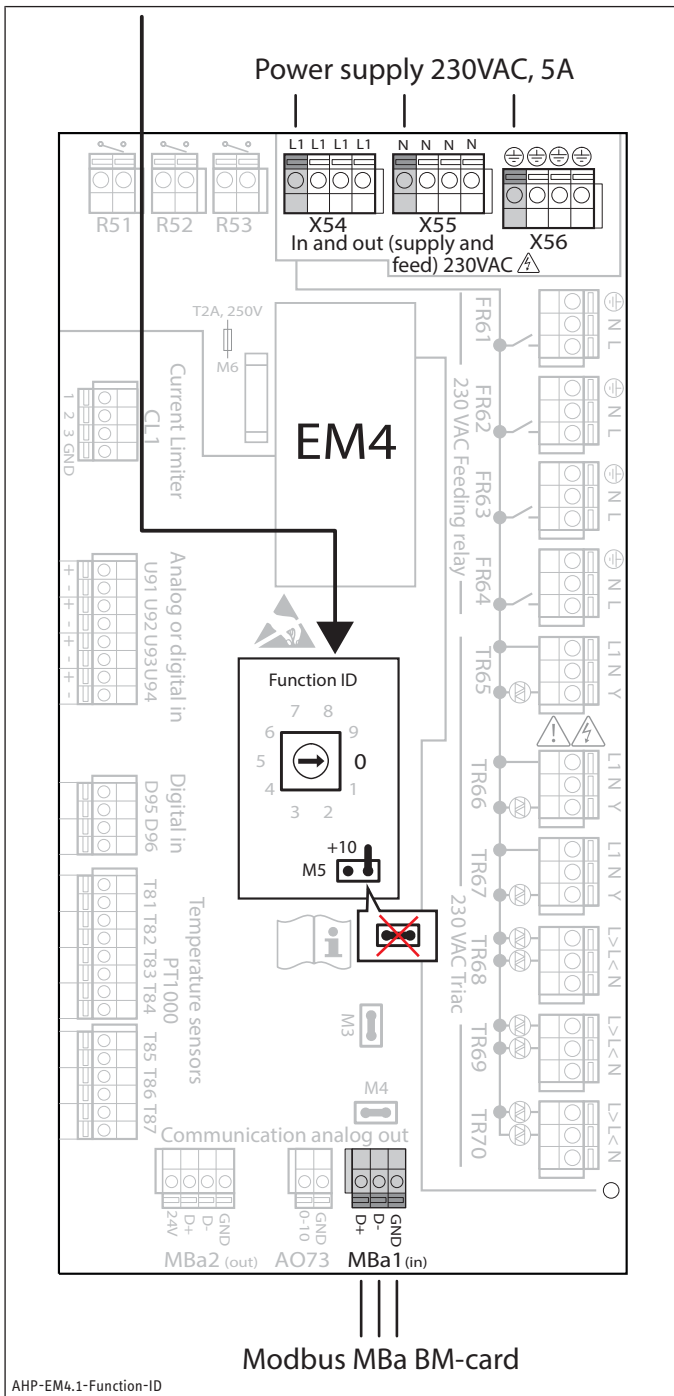 Power supply 230VAC, 5A
L1 L1 L1 L1
N N N N
R51
R52
R53
X54
X55
X56
In and out (supply and
feed) 230VAC
T2A, 250V
M6
1 2 3 GND
CL1
Current Limiter
EM4
FR61
N L
FR62
N L
230 VAC Feeding relay
FR63
N L
FR64
N L
+ - + - + - + -
U91 U92 U93 U94
Analog or digital in
Function ID
7 8
6 9
5 0
4 1
3 2
+10
M5
TR65
L1 N Y
TR66
L1 N Y
D95 D96
Digital in
TR67
L1 N Y
230 VAC Triac
T81 T82 T83 T84
Temperature sensors
PT1000
i
TR68
L> L< N
M3
TR69
L> L< N
T85 T86 T87
M4
TR70
L> L< N
Communication analog out
24V D+ D- GND
0-10 GND
D+ D- GND
MBa2 (out)
AO73
MBa1 (in)
Modbus MBa BM-card
AHP-EM4.1-Function-ID